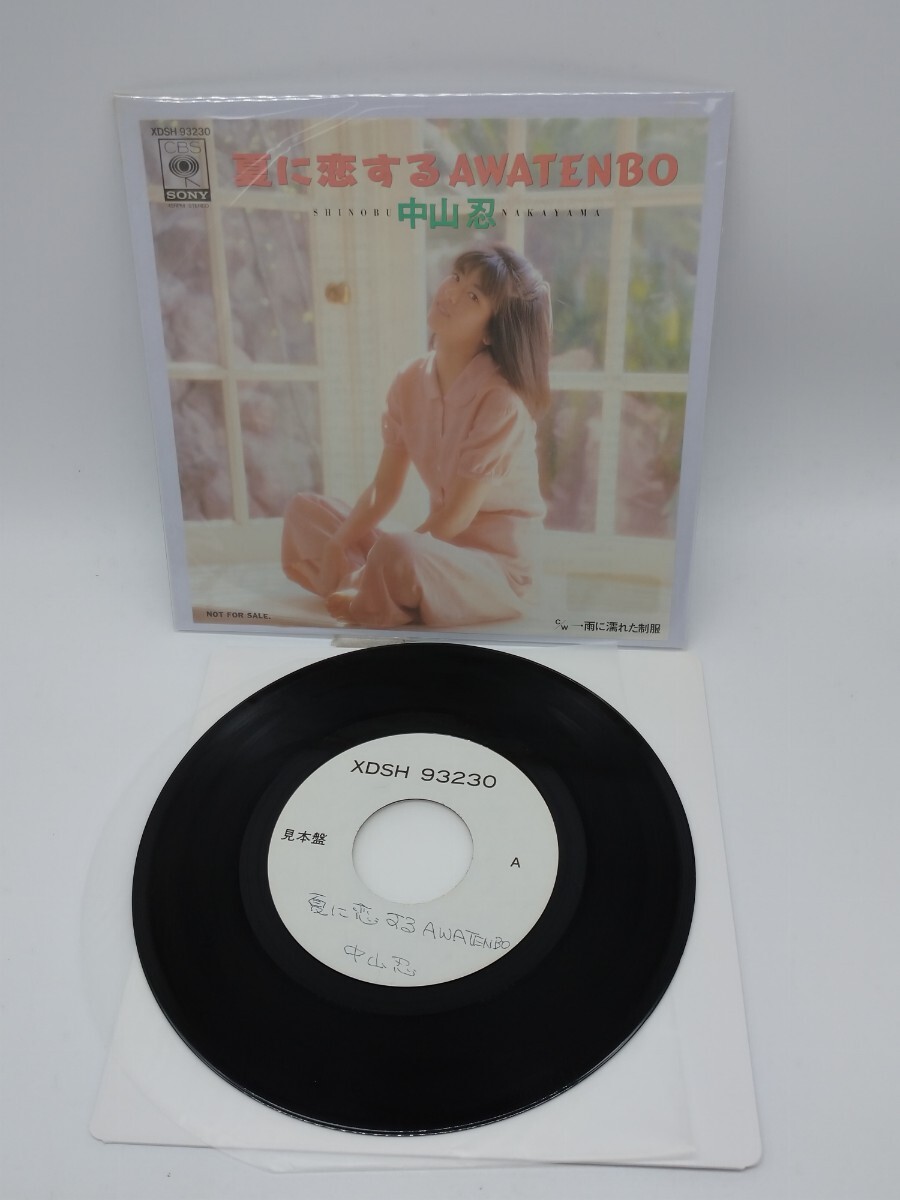 XDSH 93230
CBS
SONY
夏に恋するAWATENBO
SHINOBU 中山 忍 NAKAYAMA
NOT FOR SALE.
C/W 一雨に濡れた制服
XDSH 93230
見本盤
A
夏に恋するAWATENBO
中山忍